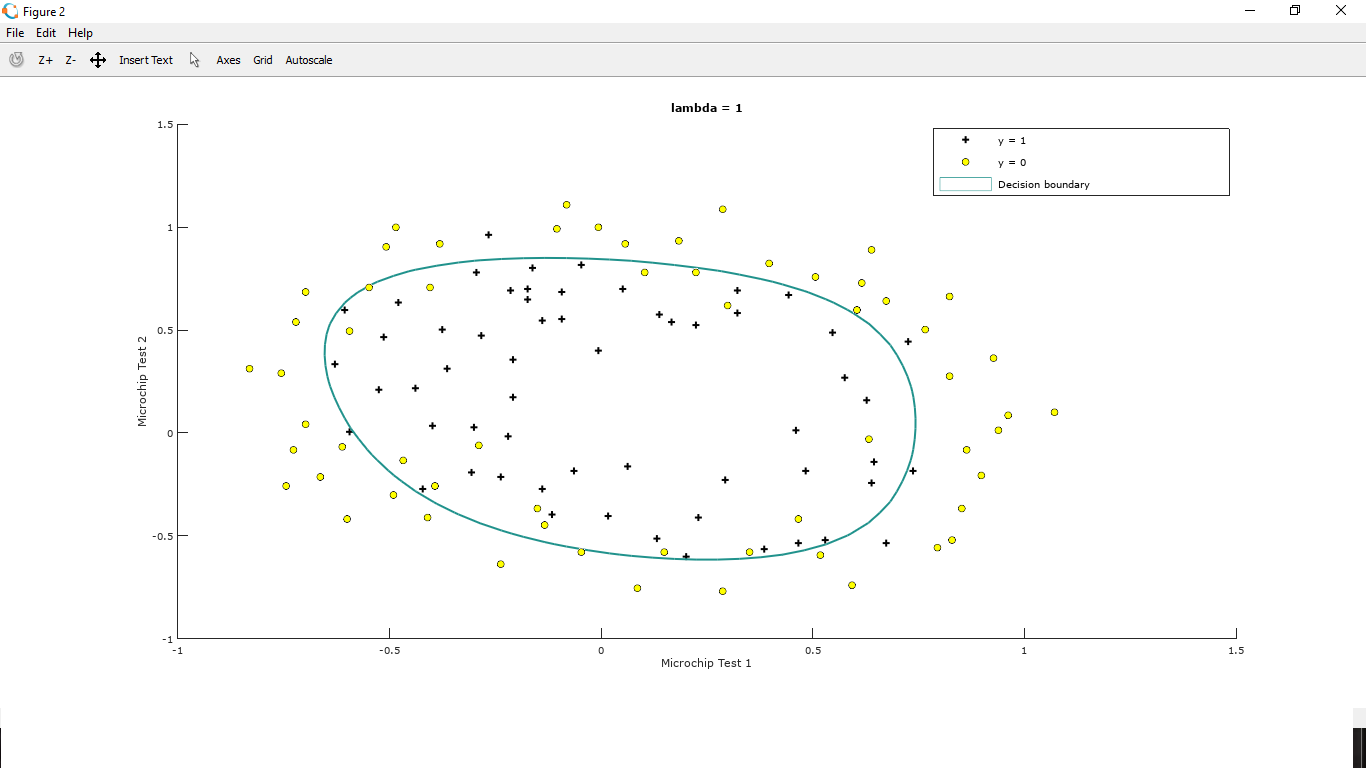 Figure 2
File Edit Help
Z+ Z- Insert Text Axes Grid Autoscale
lambda = 1
1.5
1
0.5
0
-0.5
-1
Microchip Test 2
y = 1
y = 0
Decision boundary
-1 -0.5 0 0.5 1 1.5
Microchip Test 1